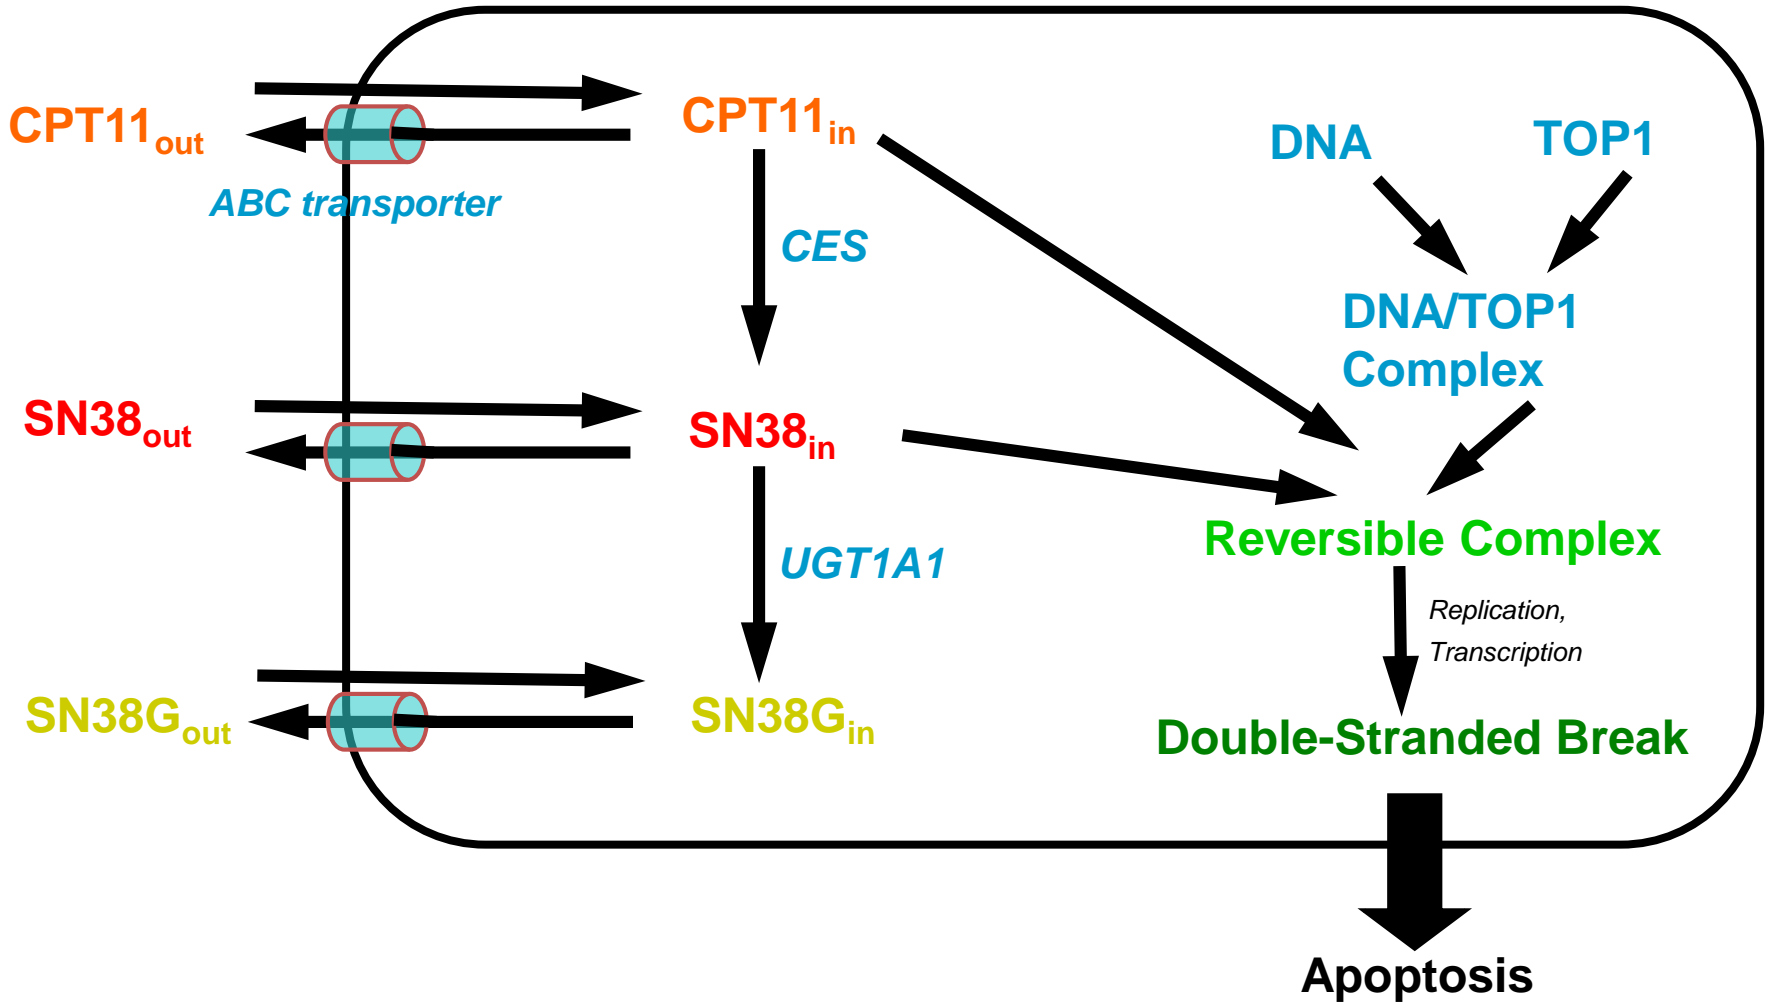 CPT11out
CPT11in
DNA
TOP1
ABC transporter
CES
DNA/TOP1
Complex
SN38out
SN38in
Reversible Complex
UGT1A1
Replication,
Transcription
SN38Gout
SN38Gin
Double-Stranded Break
Apoptosis